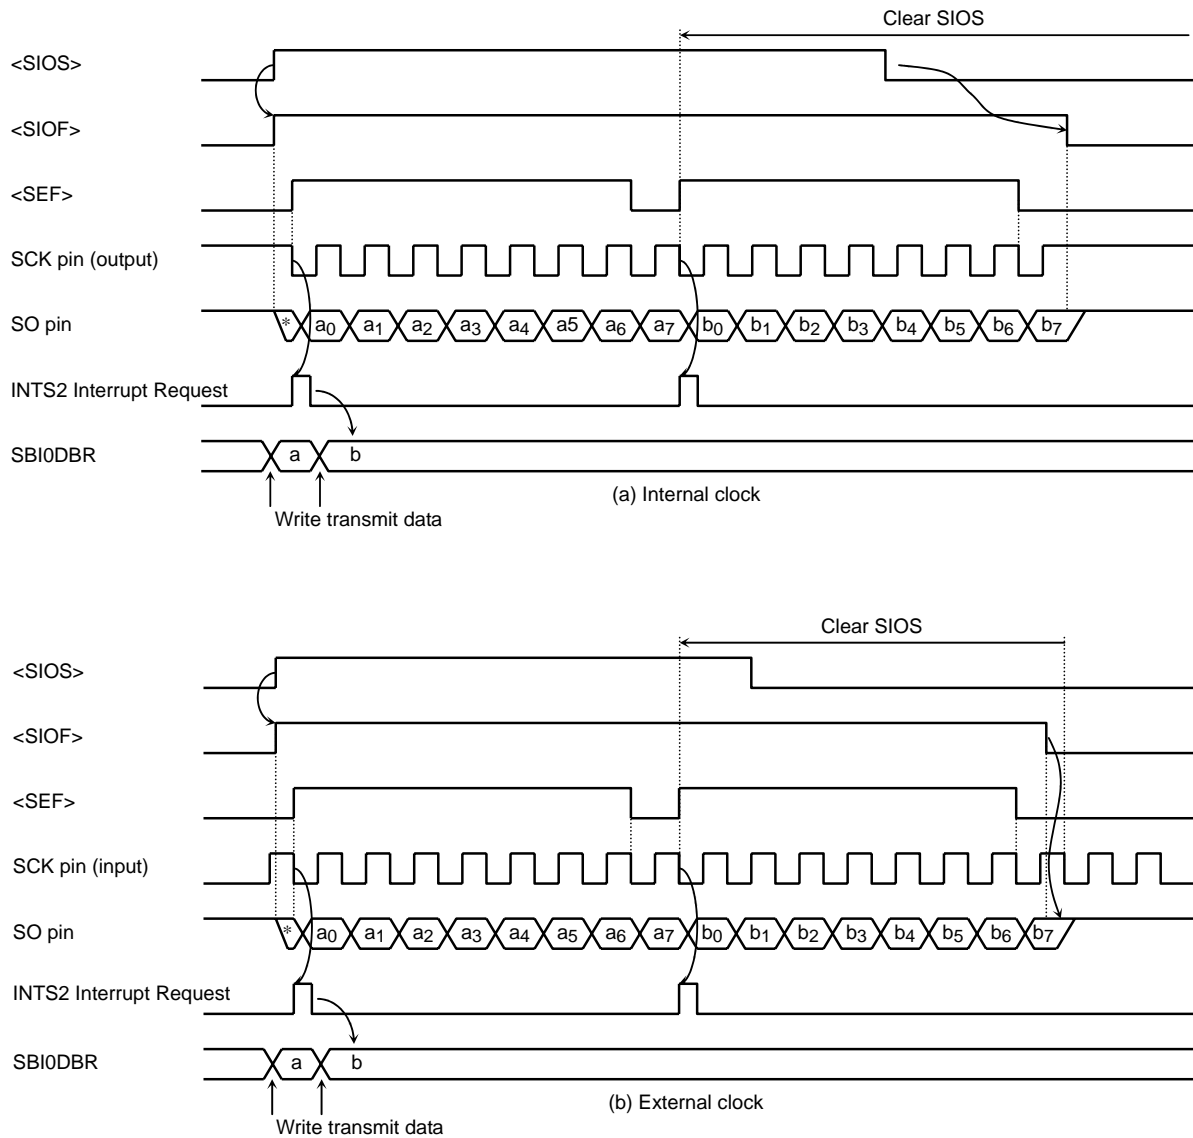 Clear SIOS
<SIOS>
<SIOF>
<SEF>
SCK pin (output)
SO pin * a0 a1 a2 a3 a4 a5 a6 a7 b0 b1 b2 b3 b4 b5 b6 b7
INTS2 Interrupt Request
SBI0DBR a b
(a) Internal clock
Write transmit data
Clear SIOS
<SIOS>
<SIOF>
<SEF>
SCK pin (input)
SO pin * a0 a1 a2 a3 a4 a5 a6 a7 b0 b1 b2 b3 b4 b5 b6 b7
INTS2 Interrupt Request
SBI0DBR a b
(b) External clock
Write transmit data